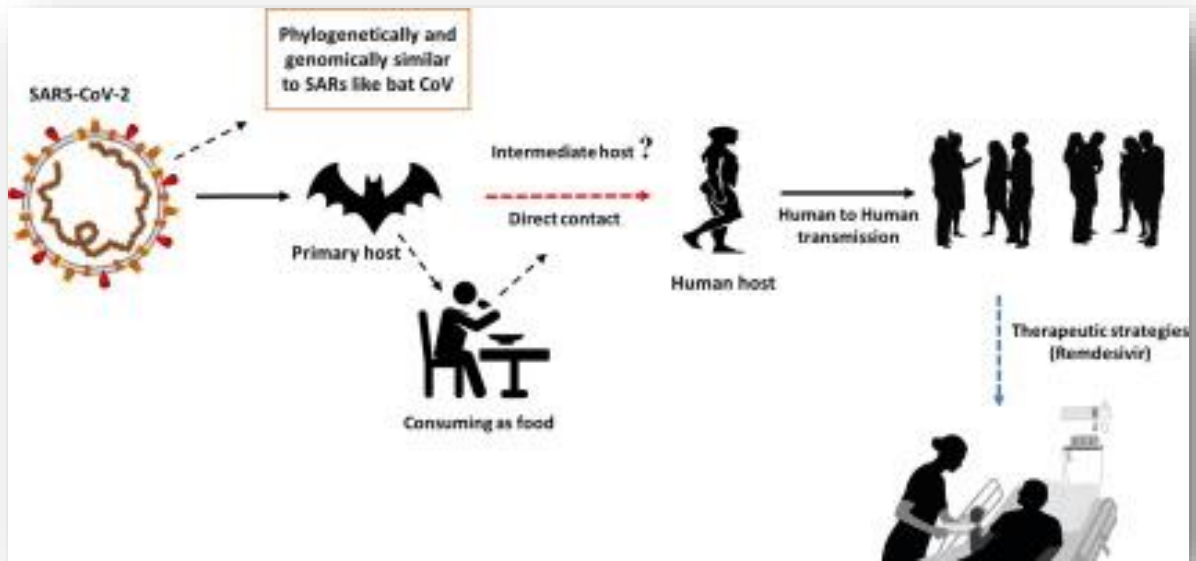 Phylogenetically and
genomically similar
to SARs like bat CoV
SARS-CoV-2
Intermediate host ?
Direct contact
Primary host
Human to Human
transmission
Human host
Consuming as food
Therapeutic strategies
(Remdesivir)